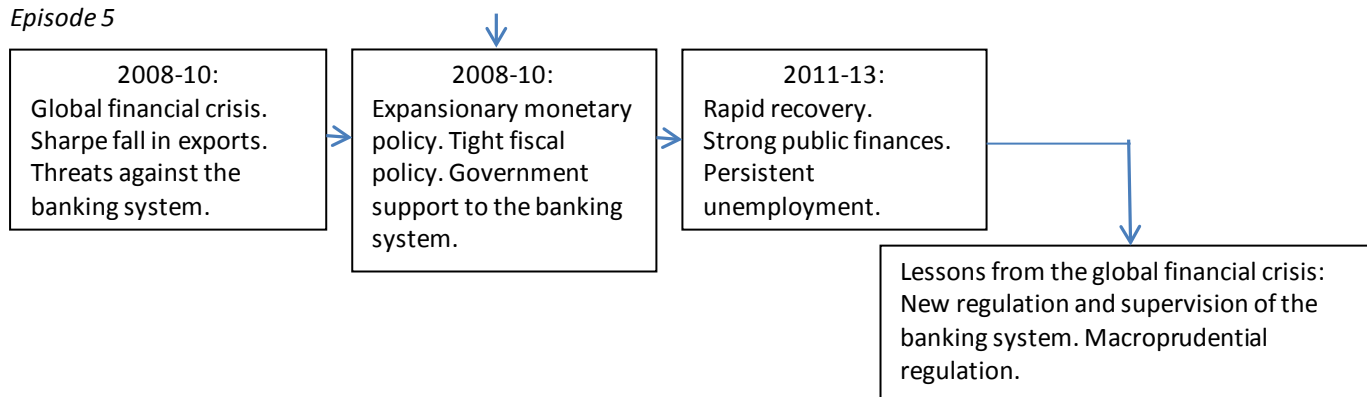 Episode 5
2008-10:
Global financial crisis.
Sharpe fall in exports.
Threats against the
banking system.
2008-10:
Expansionary monetary
policy. Tight fiscal
policy. Government
support to the banking
system.
2011-13:
Rapid recovery.
Strong public finances.
Persistent
unemployment.
Lessons from the global financial crisis:
New regulation and supervision of the
banking system. Macroprudential
regulation.